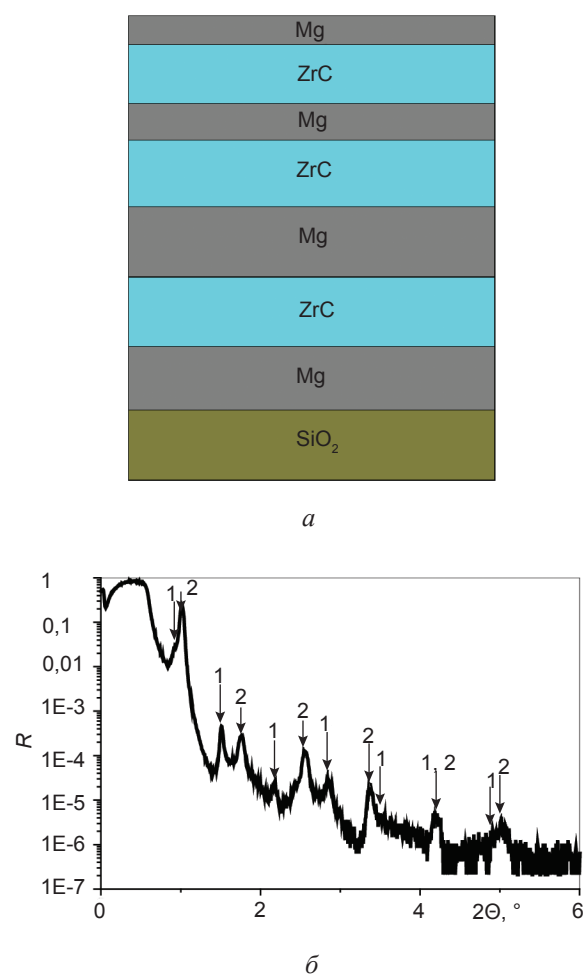 Mg
ZrC
Mg
ZrC
Mg
ZrC
Mg
SiO₂
а
1
0,1
0,01
1E-3
1E-4
1E-5
1E-6
1E-7
R
1 2
1
2
1
2
1
2
1
1, 2
1 2
0
2
4
2Θ, °
6
б